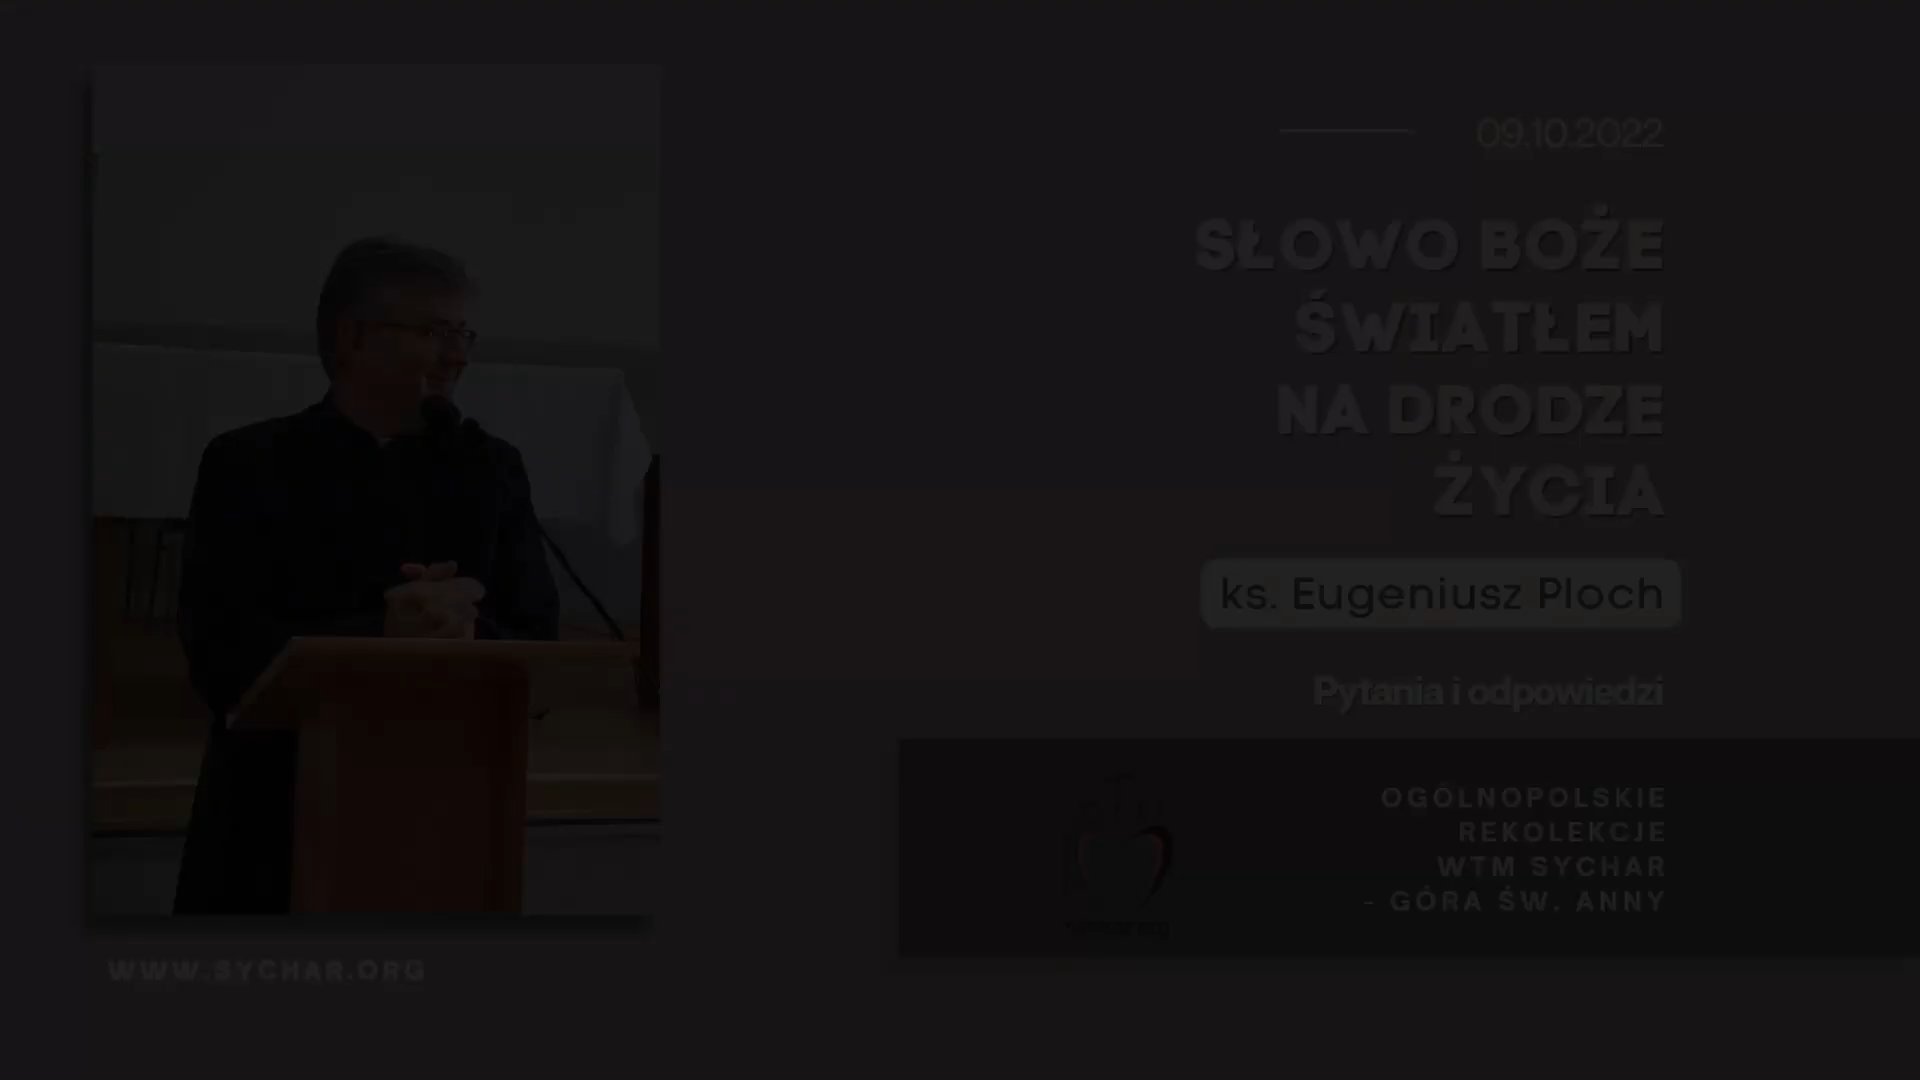 09.10.2022
SŁOWO BOŻE
ŚWIATŁEM
NA DRODZE
ŻYCIA
ks. Eugeniusz Ploch
Pytania i odpowiedzi
OGÓLNOPOLSKIE
REKOLEKCJE
WTM SYCHAR
- GÓRA ŚW. ANNY
WWW.SYCHAR.ORG